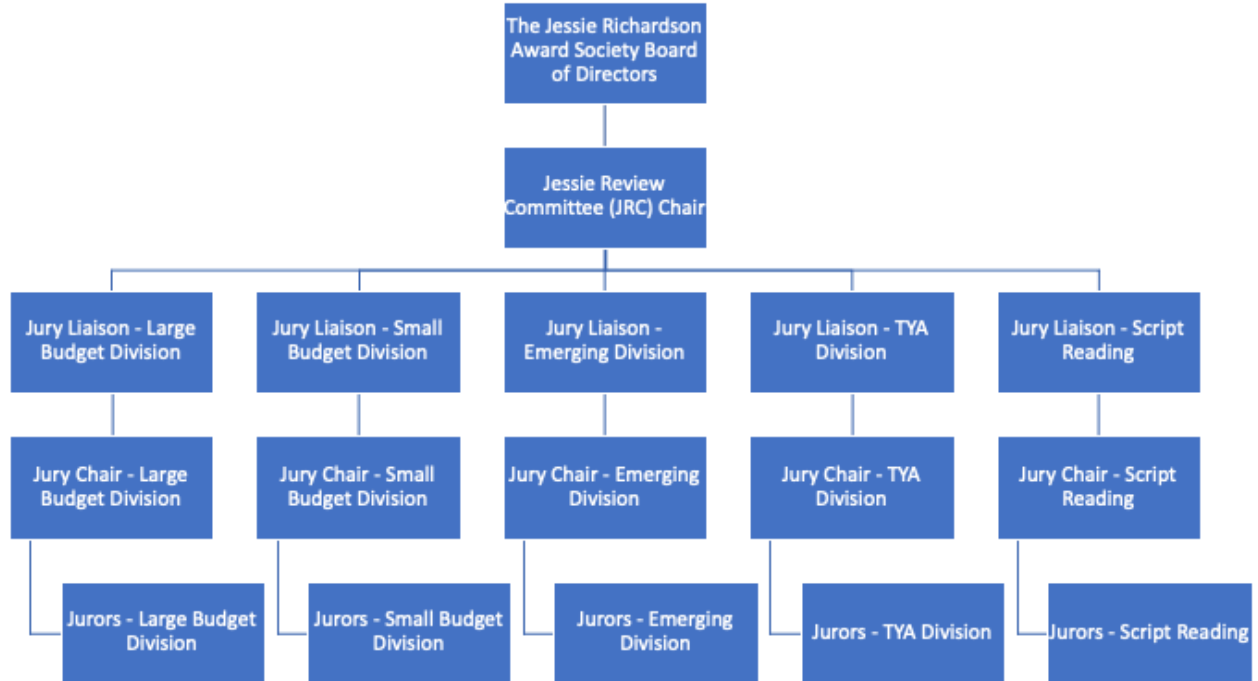 The Jessie Richardson
Award Society Board
of Directors
Jessie Review
Committee (JRC) Chair
Jury Liaison - Large
Budget Division
Jury Liaison - Small
Budget Division
Jury Liaison -
Emerging Division
Jury Liaison - TYA
Division
Jury Liaison - Script
Reading
Jury Chair - Large
Budget Division
Jury Chair - Small
Budget Division
Jury Chair - Emerging
Division
Jury Chair - TYA
Division
Jury Chair - Script
Reading
Jurors - Large Budget
Division
Jurors - Small Budget
Division
Jurors - Emerging
Division
Jurors - TYA Division
Jurors - Script Reading